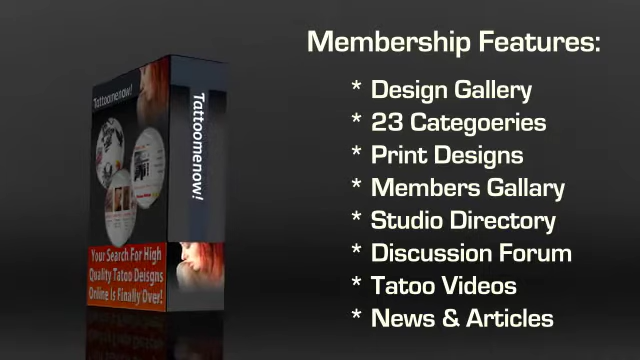 Membership Features:
* Design Gallery
* 23 Categoeries
* Print Designs
* Members Gallary
* Studio Directory
* Discussion Forum
* Tatoo Videos
* News & Articles
Tattoomenow!
Tattoomenow!
Your Search For High
Quality Tatoo Deisgns
Online Is Finally Over!